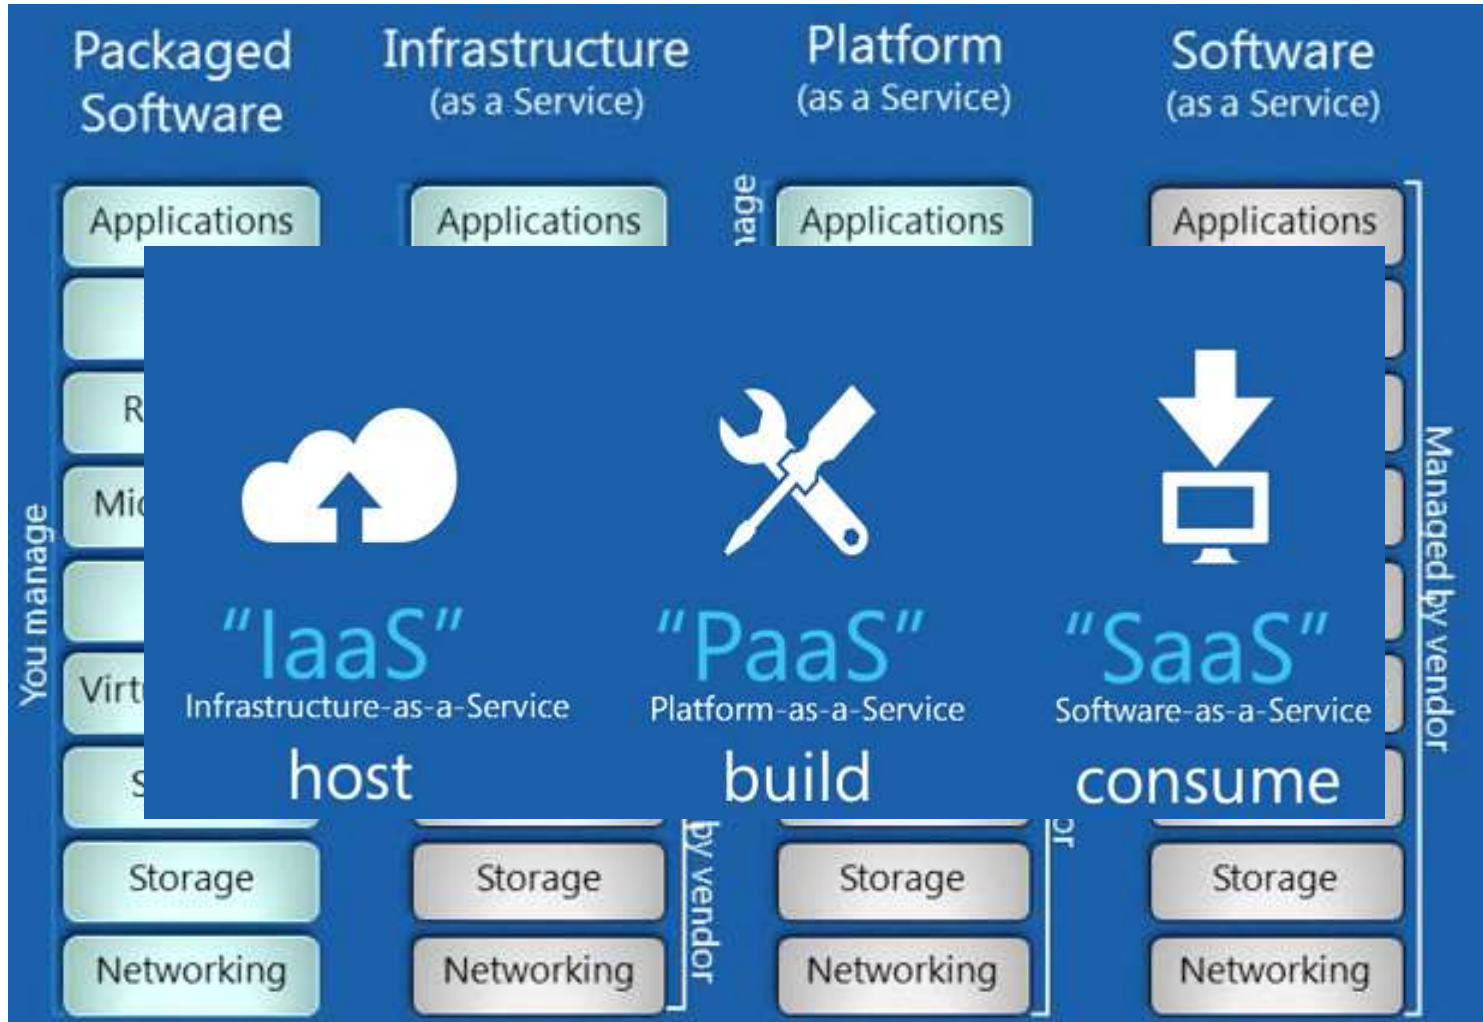 Packaged
Software
Infrastructure
(as a Service)
Platform
(as a Service)
Software
(as a Service)
Applications
Applications
Applications
Applications
You manage
Managed by vendor
“IaaS”
Infrastructure-as-a-Service
host
“PaaS”
Platform-as-a-Service
build
“SaaS”
Software-as-a-Service
consume
by vendor
Storage
Storage
Storage
Storage
Networking
Networking
Networking
Networking